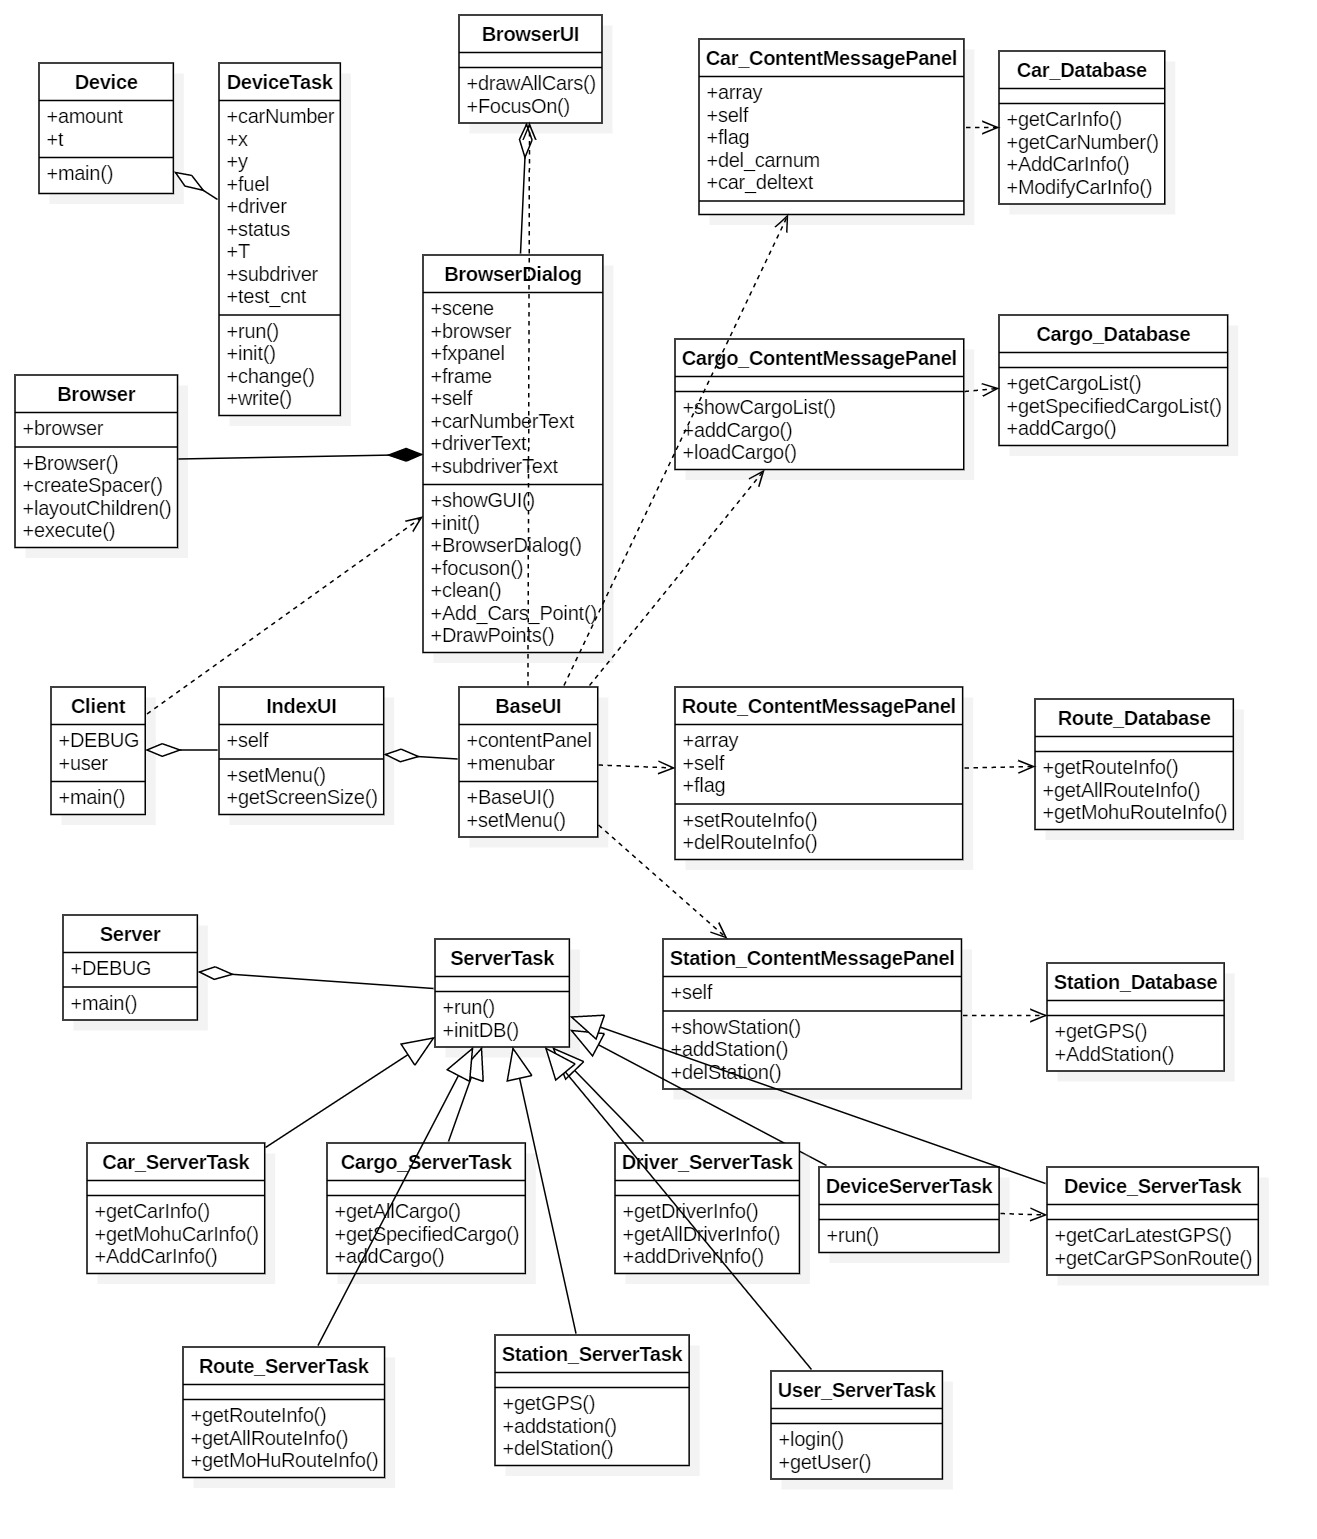 BrowserUI
+drawAllCars()
+FocusOn()
Car_ContentMessagePanel
+array
+self
+flag
+del_carnum
+car_deltext
Car_Database
+getCarInfo()
+getCarNumber()
+AddCarInfo()
+ModifyCarInfo()
Device
+amount
+t
+main()
DeviceTask
+carNumber
+x
+y
+fuel
+driver
+status
+T
+subdriver
+test_cnt
+run()
+init()
+change()
+write()
BrowserDialog
+scene
+browser
+fxpanel
+frame
+self
+carNumberText
+driverText
+subdriverText
+showGUI()
+init()
+BrowserDialog()
+focuson()
+clean()
+Add_Cars_Point()
+DrawPoints()
Cargo_ContentMessagePanel
+showCargoList()
+addCargo()
+loadCargo()
Cargo_Database
+getCargoList()
+getSpecifiedCargoList()
+addCargo()
Browser
+browser
+Browser()
+createSpacer()
+layoutChildren()
+execute()
Client
+DEBUG
+user
+main()
IndexUI
+self
+setMenu()
+getScreenSize()
BaseUI
+contentPanel
+menubar
+BaseUI()
+setMenu()
Route_ContentMessagePanel
+array
+self
+flag
+setRouteInfo()
+delRouteInfo()
Route_Database
+getRouteInfo()
+getAllRouteInfo()
+getMohuRouteInfo()
Server
+DEBUG
+main()
ServerTask
+run()
+initDB()
Station_ContentMessagePanel
+self
+showStation()
+addStation()
+delStation()
Station_Database
+getGPS()
+AddStation()
Car_ServerTask
+getCarInfo()
+getMohuCarInfo()
+AddCarInfo()
Cargo_ServerTask
+getAllCargo()
+getSpecifiedCargo()
+addCargo()
Driver_ServerTask
+getDriverInfo()
+getAllDriverInfo()
+addDriverInfo()
DeviceServerTask
+run()
Device_ServerTask
+getCarLatestGPS()
+getCarGPSonRoute()
Route_ServerTask
+getRouteInfo()
+getAllRouteInfo()
+getMoHuRouteInfo()
Station_ServerTask
+getGPS()
+addstation()
+delStation()
User_ServerTask
+login()
+getUser()